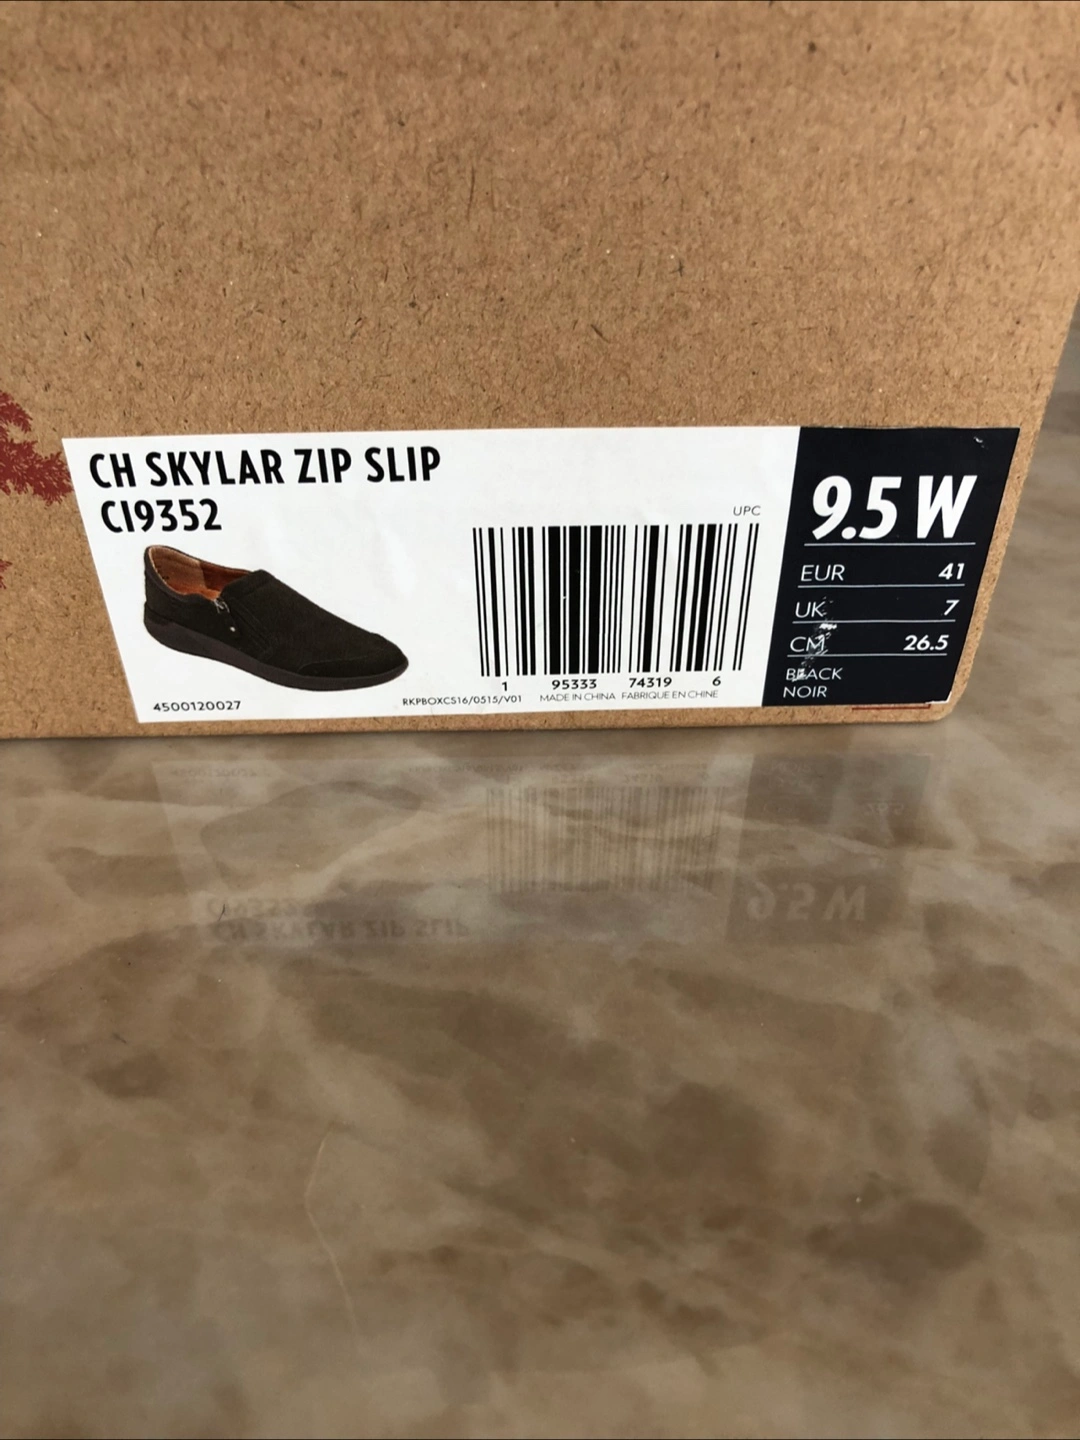 CH SKYLAR ZIP SLIP
CI9352
UPC
1 95333 74319 6
4500120027
RKPBOXCS16/0515/V01
MADE IN CHINA FABRIQUE EN CHINE
9.5 W
EUR 41
UK 7
CM 26.5
BLACK
NOIR